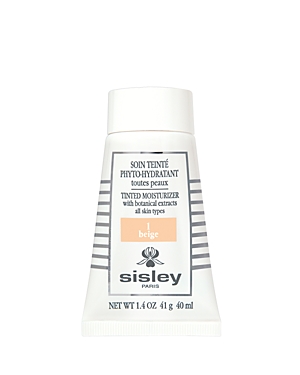 SOIN TEINTÉ
PHYTO-HYDRATANT
toutes peaux
TINTED MOISTURIZER
with botanical extracts
all skin types
1
beige
sisley
PARIS
NET WT 1.4 OZ 41 g 40 ml